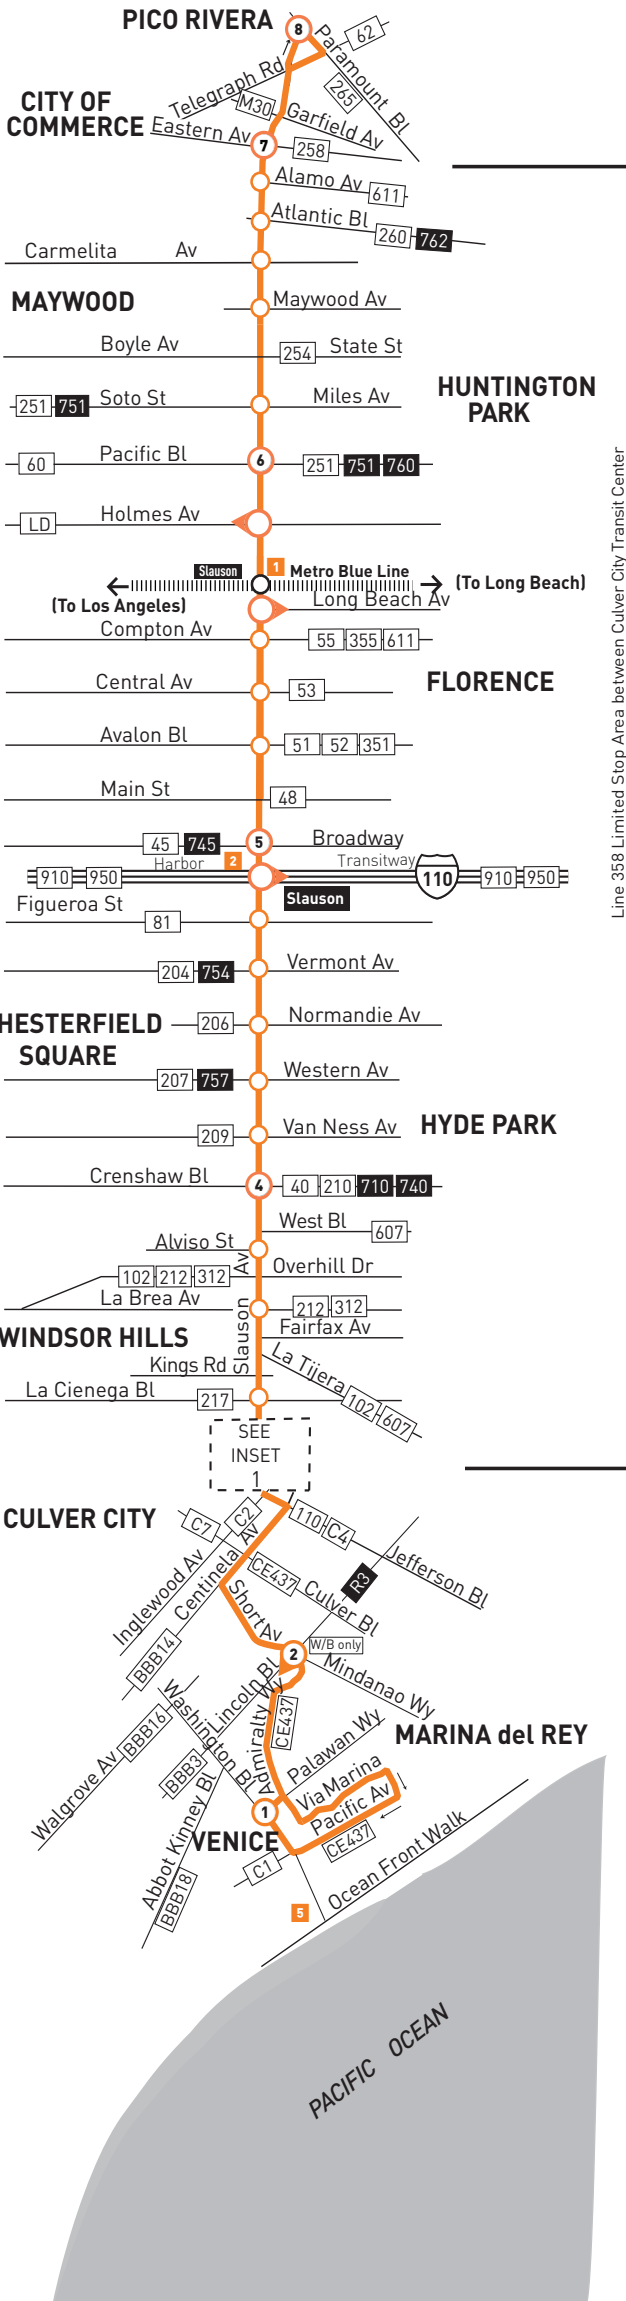 PICO RIVERA
8
62
Paramount Bl
Telegraph Rd
265
M30
Garfield Av
CITY OF
COMMERCE
Eastern Av
7
258
Alamo Av
611
Atlantic Bl
260
762
Carmelita Av
MAYWOOD
Maywood Av
Boyle Av
254
State St
HUNTINGTON
PARK
251
751
Soto St
Miles Av
Pacific Bl
60
6
251
751
760
Holmes Av
LD
Slauson
1
Metro Blue Line
(To Long Beach)
(To Los Angeles)
Long Beach Av
Compton Av
55
355
611
Central Av
53
FLORENCE
Avalon Bl
51
52
351
Main St
48
45
745
5
Broadway
Harbor
2
Transitway
910
950
110
910
950
Slauson
Figueroa St
81
204
754
Vermont Av
HESTERFIELD
SQUARE
206
Normandie Av
207
757
Western Av
209
Van Ness Av
HYDE PARK
Crenshaw Bl
4
40
210
710
740
West Bl
607
Alviso St
Slauson Av
102
212
312
Overhill Dr
La Brea Av
212
312
WINDSOR HILLS
Fairfax Av
Kings Rd
La Tijera
102
607
La Cienega Bl
217
SEE
INSET
1
Line 358 Limited Stop Area between Culver City Transit Center
CULVER CITY
C7
C2
110
C4
Jefferson Bl
Inglewood Av
Centinela Av
CE437
Culver Bl
R3
BBB14
Short Av
2
W/B only
Mindanao Wy
Lincoln Bl
Washington Bl
Admiralty Wy
CE437
BBB16
BBB3
Walgrove Av
Palawan Wy
MARINA del REY
Via Marina
Pacific Av
1
VENICE
CE437
C1
Abbot Kinney Bl
BBB18
5
Ocean Front Walk
PACIFIC OCEAN